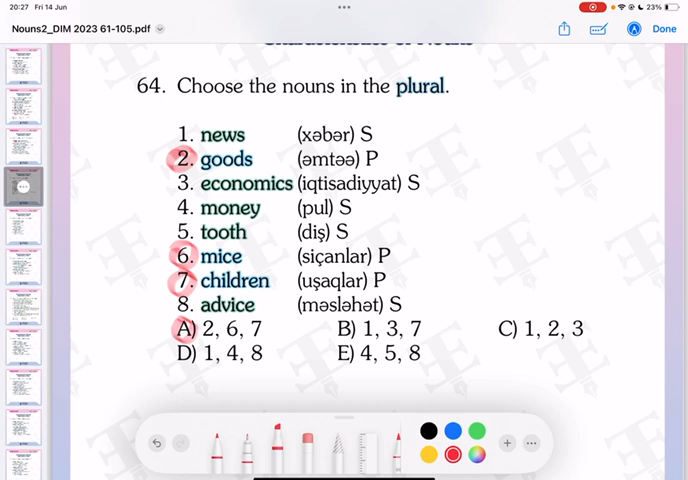 20:27 Fri 14 Jun
23%
Nouns2_DIM 2023 61-105.pdf
Done
64. Choose the nouns in the plural.
1. news (xəbər) S
2. goods (əmtəə) P
3. economics (iqtisadiyyat) S
4. money (pul) S
5. tooth (diş) S
6. mice (siçanlar) P
7. children (uşaqlar) P
8. advice (məsləhət) S
A) 2, 6, 7 B) 1, 3, 7 C) 1, 2, 3
D) 1, 4, 8 E) 4, 5, 8